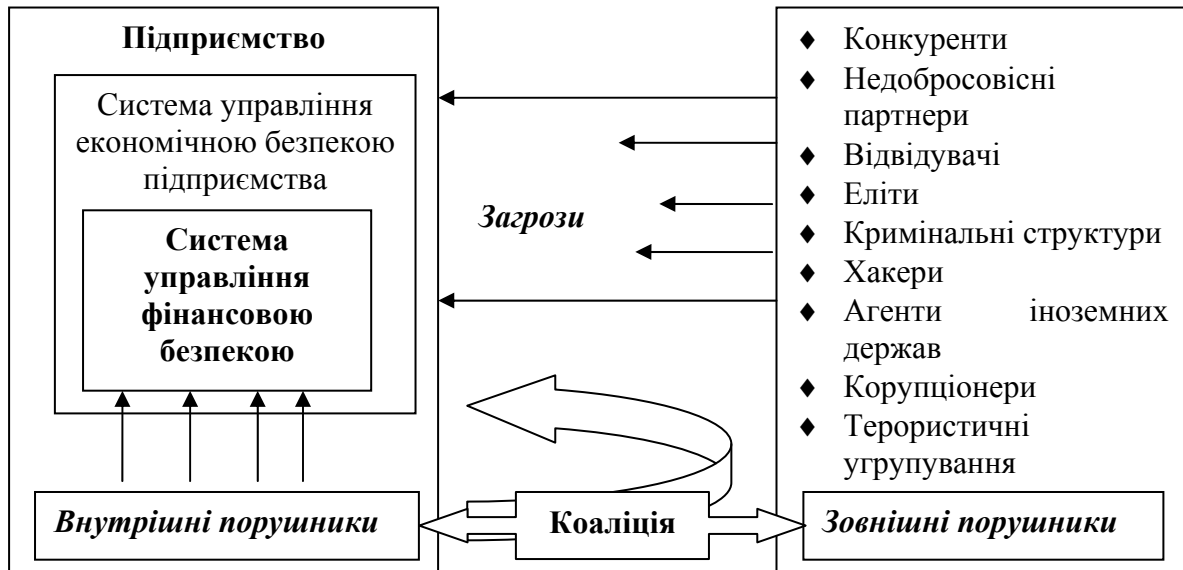 Підприємство
Система управління
економічною безпекою
підприємства
Система
управління
фінансовою
безпекою
Внутрішні порушники
Загрози
Коаліція
♦ Конкуренти
♦ Недобросовісні
партнери
♦ Відвідувачі
♦ Еліти
♦ Кримінальні структури
♦ Хакери
♦ Агенти іноземних
держав
♦ Корупціонери
♦ Терористичні
угрупування
Зовнішні порушники